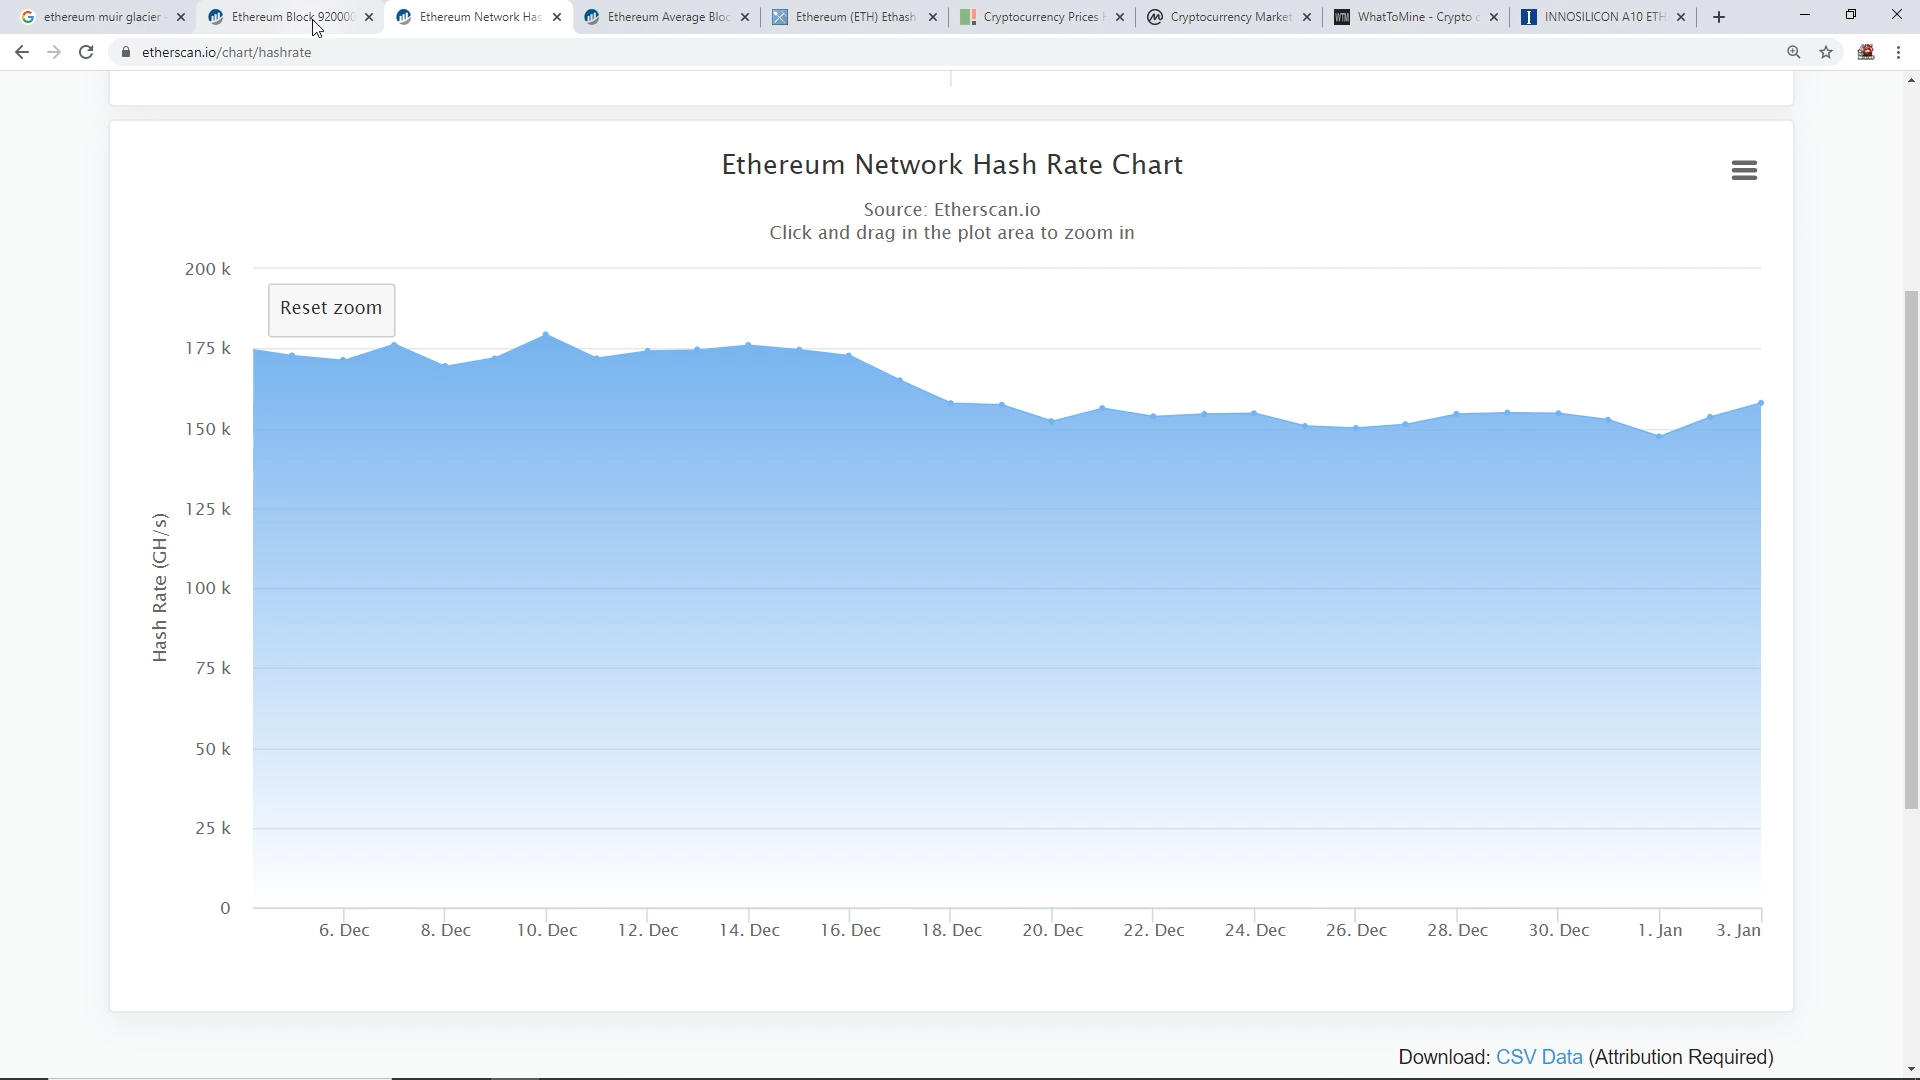 ethereum muir glacier
Ethereum Block 920000
Ethereum Network Has
Ethereum Average Bloc
Ethereum (ETH) Ethash
Cryptocurrency Prices
Cryptocurrency Market
WTM
WhatToMine - Crypto
INNOSILICON A10 ETH
etherscan.io/chart/hashrate
Ethereum Network Hash Rate Chart
Source: Etherscan.io
Click and drag in the plot area to zoom in
Reset zoom
200 k
175 k
150 k
125 k
100 k
75 k
50 k
25 k
0
Hash Rate (GH/s)
6. Dec 8. Dec 10. Dec 12. Dec 14. Dec 16. Dec 18. Dec 20. Dec 22. Dec 24. Dec 26. Dec 28. Dec 30. Dec 1. Jan 3. Jan
Download: CSV Data (Attribution Required)